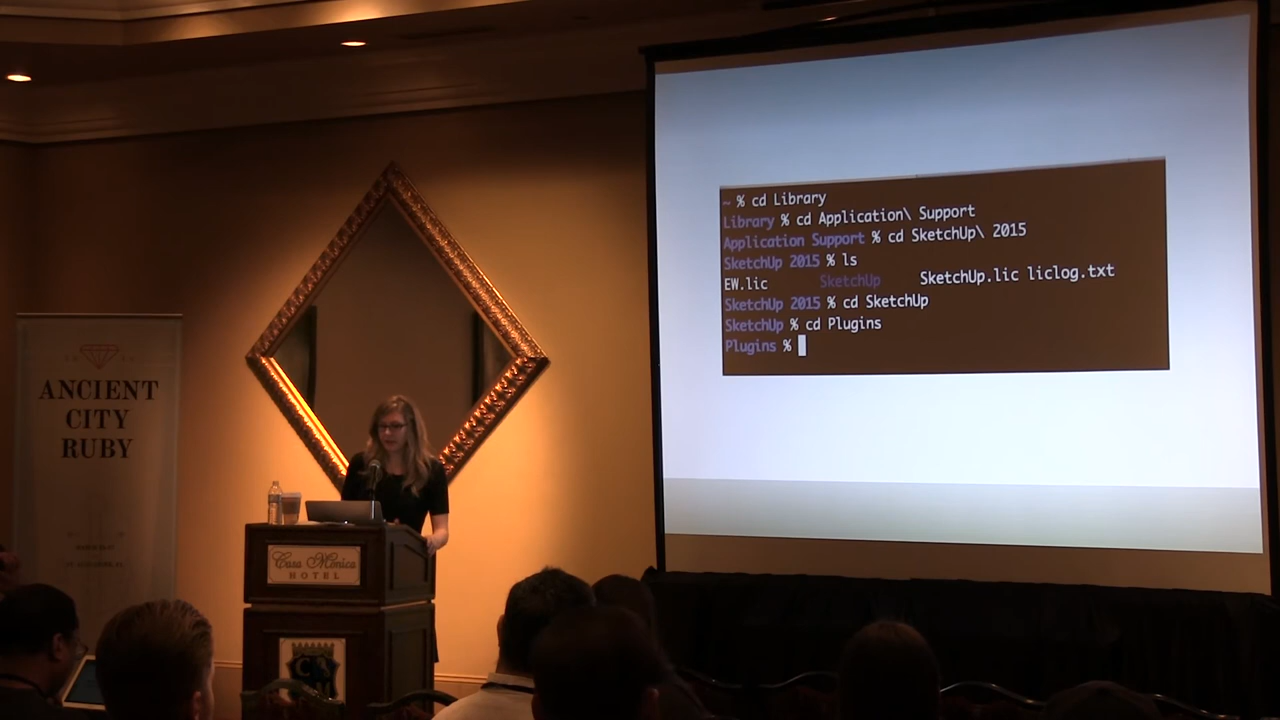 ~ % cd Library
Library % cd Application\ Support
Application Support % cd SketchUp\ 2015
SketchUp 2015 % ls
EW.lic SketchUp SketchUp.lic liclog.txt
SketchUp 2015 % cd SketchUp
SketchUp % cd Plugins
Plugins %
ANCIENT
CITY
RUBY
Casa Monica
HOTEL